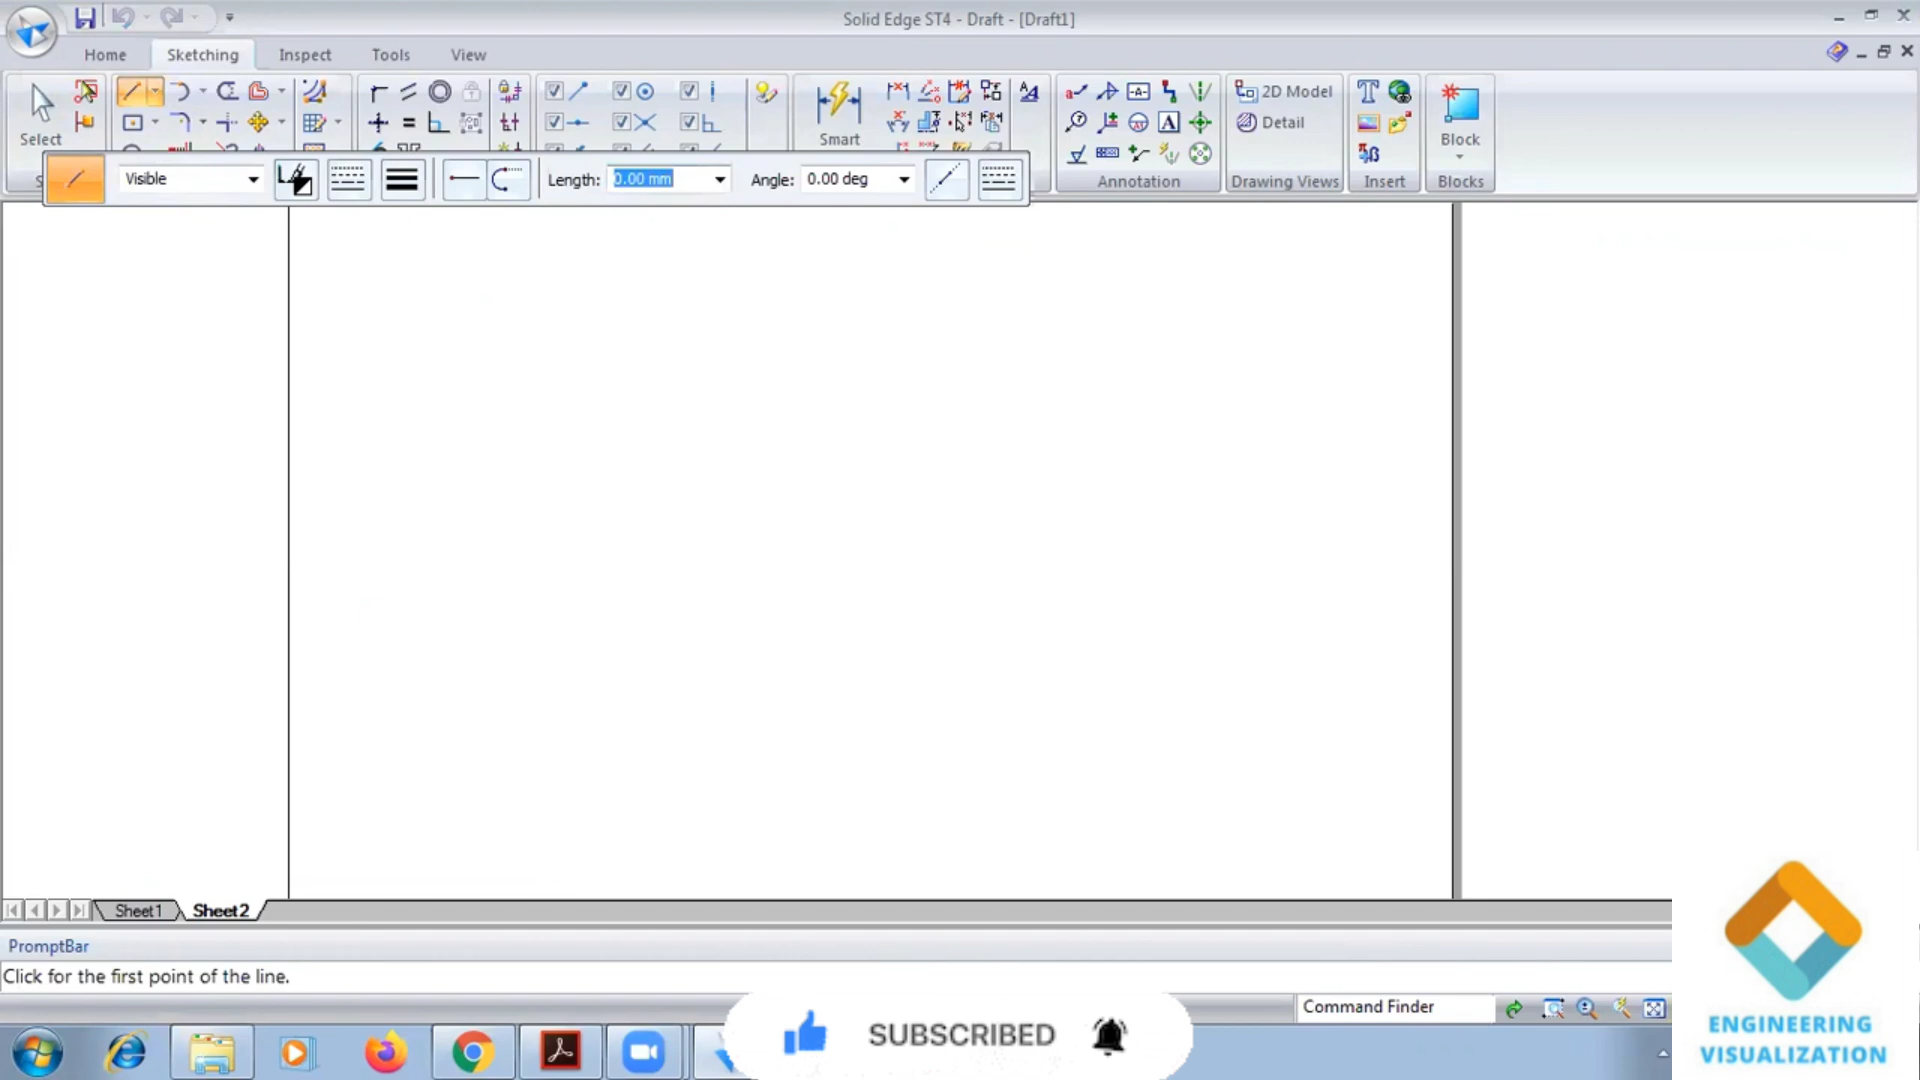 Solid Edge ST4 - Draft - [Draft1]
Home Sketching Inspect Tools View
Select
Smart
2D Model
Detail
Block
Annotation Drawing Views Insert Blocks
Visible Length: 0.00 mm Angle: 0.00 deg
Sheet1 Sheet2
PromptBar
Click for the first point of the line.
Command Finder
SUBSCRIBED
ENGINEERING
VISUALIZATION